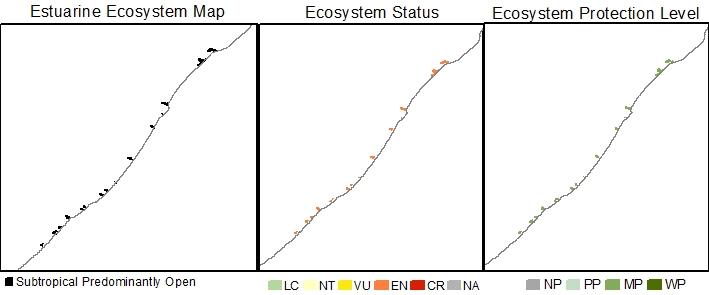 Estuarine Ecosystem Map
Ecosystem Status
Ecosystem Protection Level
Subtropical Predominantly Open
LC NT VU EN CR NA
NP PP MP WP